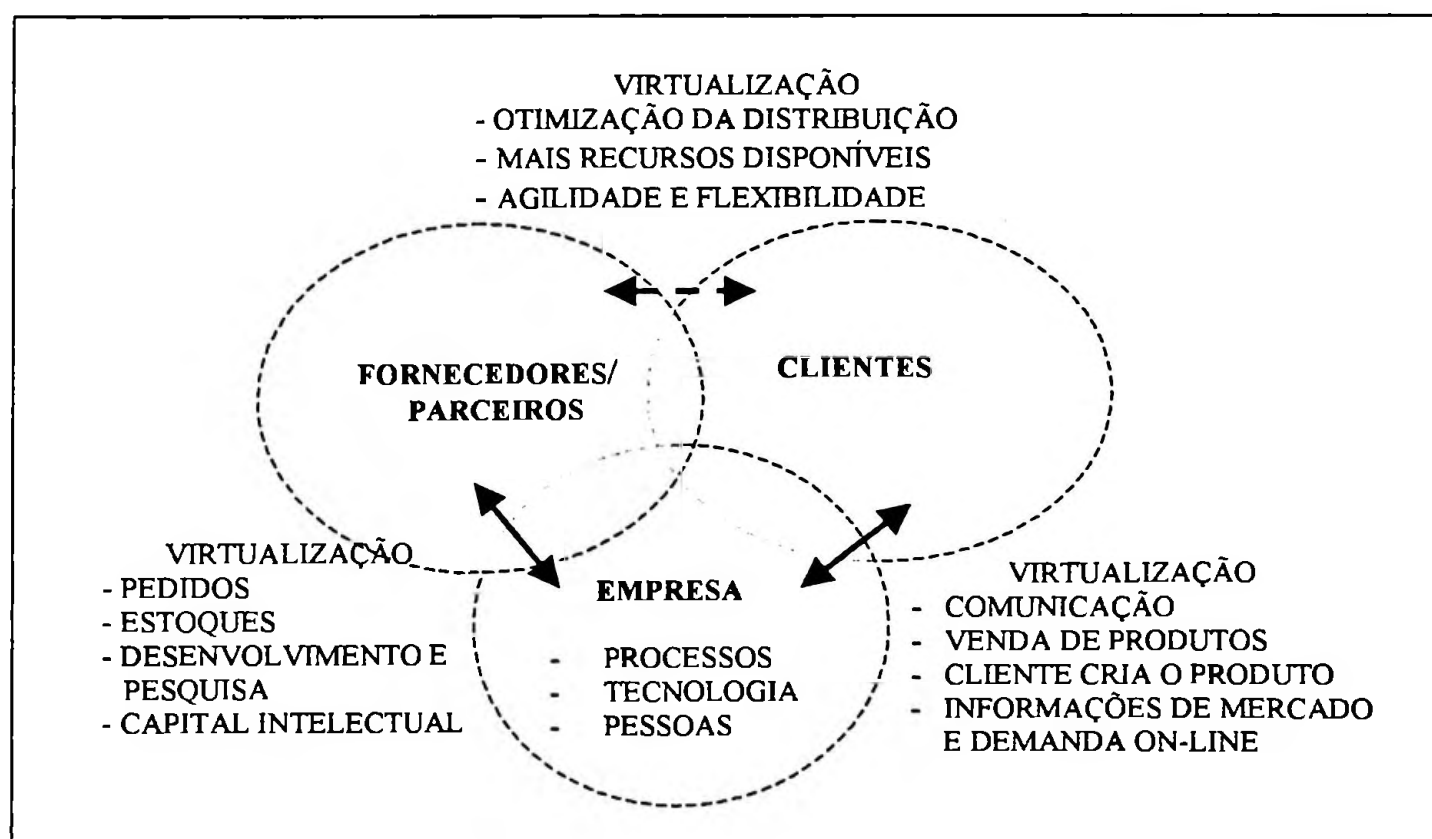 VIRTUALIZAÇÃO
- OTIMIZAÇÃO DA DISTRIBUIÇÃO
- MAIS RECURSOS DISPONÍVEIS
- AGILIDADE E FLEXIBILIDADE
FORNECEDORES/
PARCEIROS
CLIENTES
VIRTUALIZAÇÃO
- PEDIDOS
- ESTOQUES
- DESENVOLVIMENTO E
PESQUISA
- CAPITAL INTELECTUAL
EMPRESA
- PROCESSOS
- TECNOLOGIA
- PESSOAS
VIRTUALIZAÇÃO
- COMUNICAÇÃO
- VENDA DE PRODUTOS
- CLIENTE CRIA O PRODUTO
- INFORMAÇÕES DE MERCADO
E DEMANDA ON-LINE